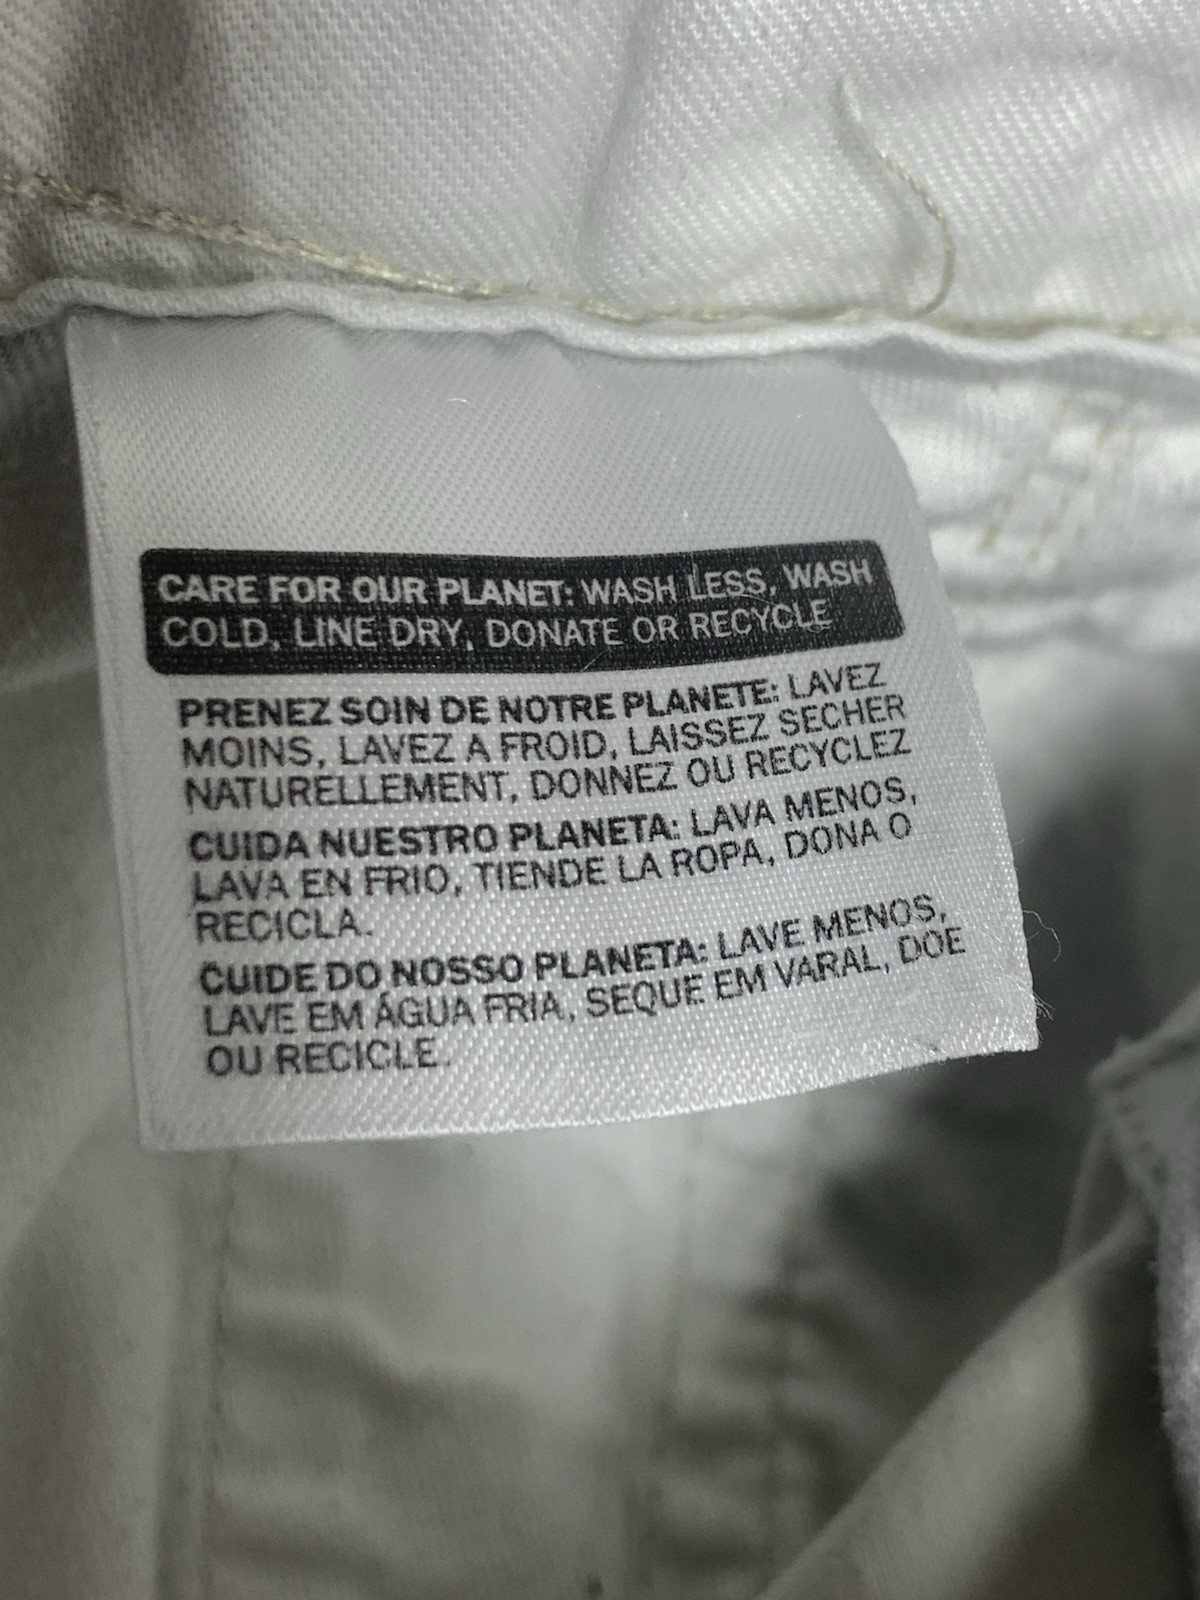 CARE FOR OUR PLANET: WASH LESS, WASH
COLD, LINE DRY, DONATE OR RECYCLE
PRENEZ SOIN DE NOTRE PLANETE: LAVEZ
MOINS, LAVEZ A FROID, LAISSEZ SECHER
NATURELLEMENT, DONNEZ OU RECYCLEZ
CUIDA NUESTRO PLANETA: LAVA MENOS,
LAVA EN FRIO, TIENDE LA ROPA, DONA O
RECICLA.
CUIDE DO NOSSO PLANETA: LAVE MENOS,
LAVE EM ÁGUA FRIA, SEQUE EM VARAL, DOE
OU RECICLE.